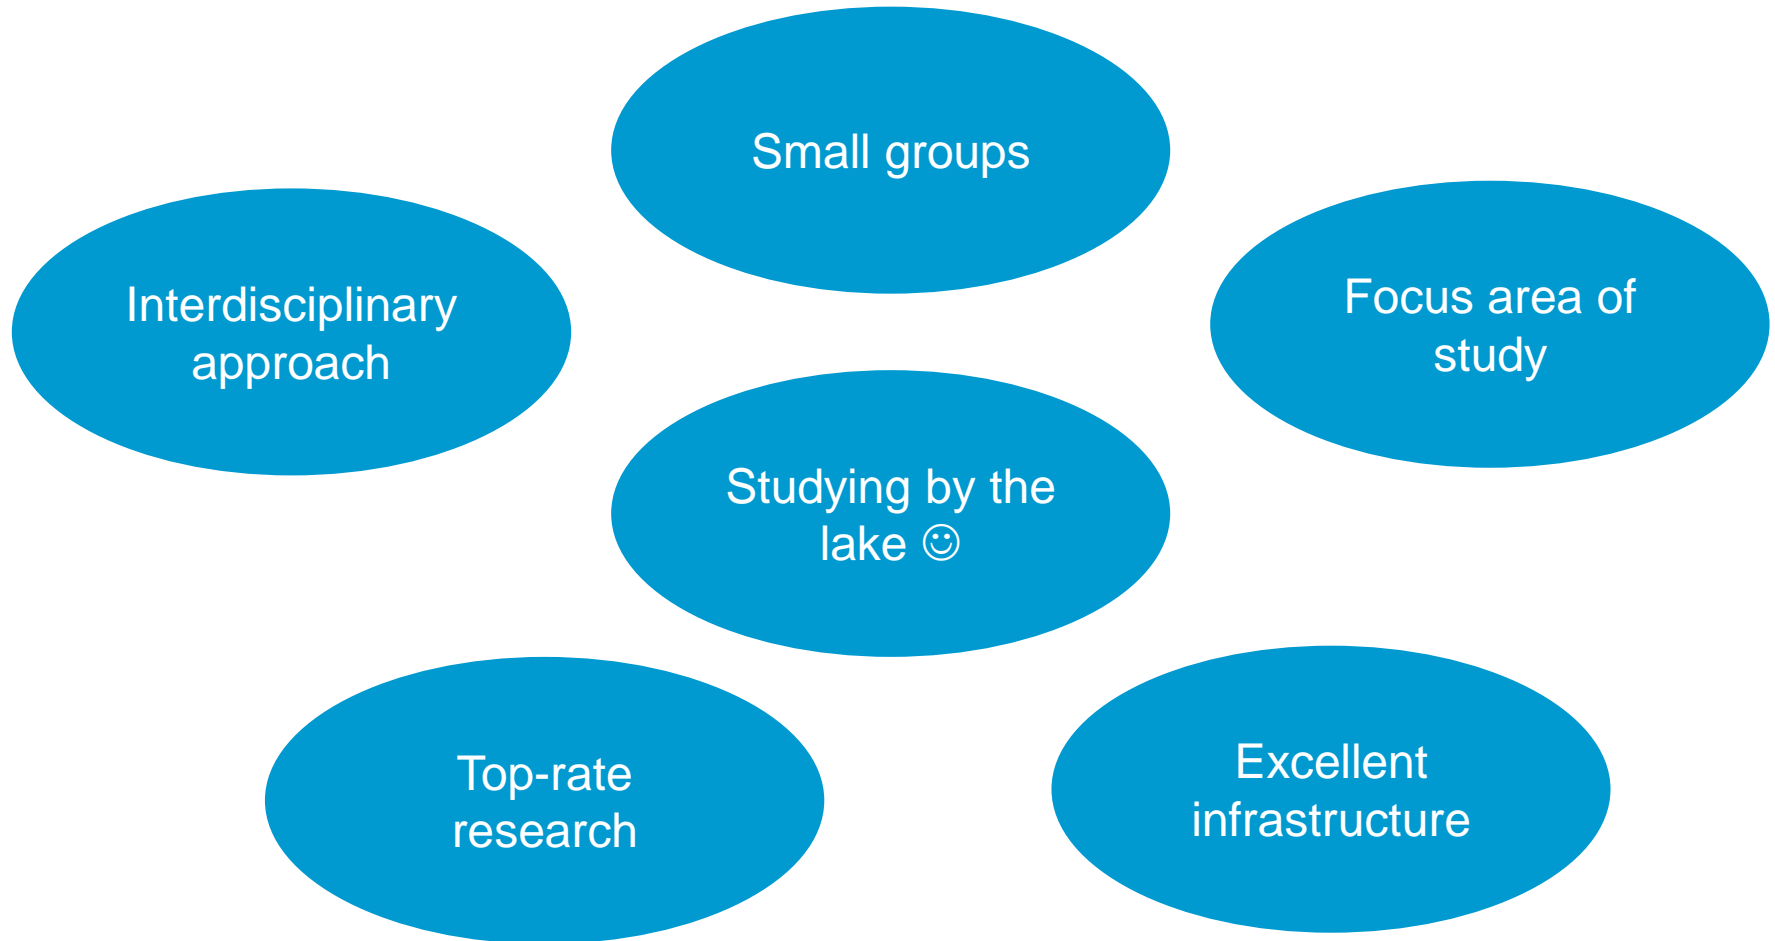 Small groups
Interdisciplinary
approach
Focus area of
study
Studying by the
lake ☺
Top-rate
research
Excellent
infrastructure